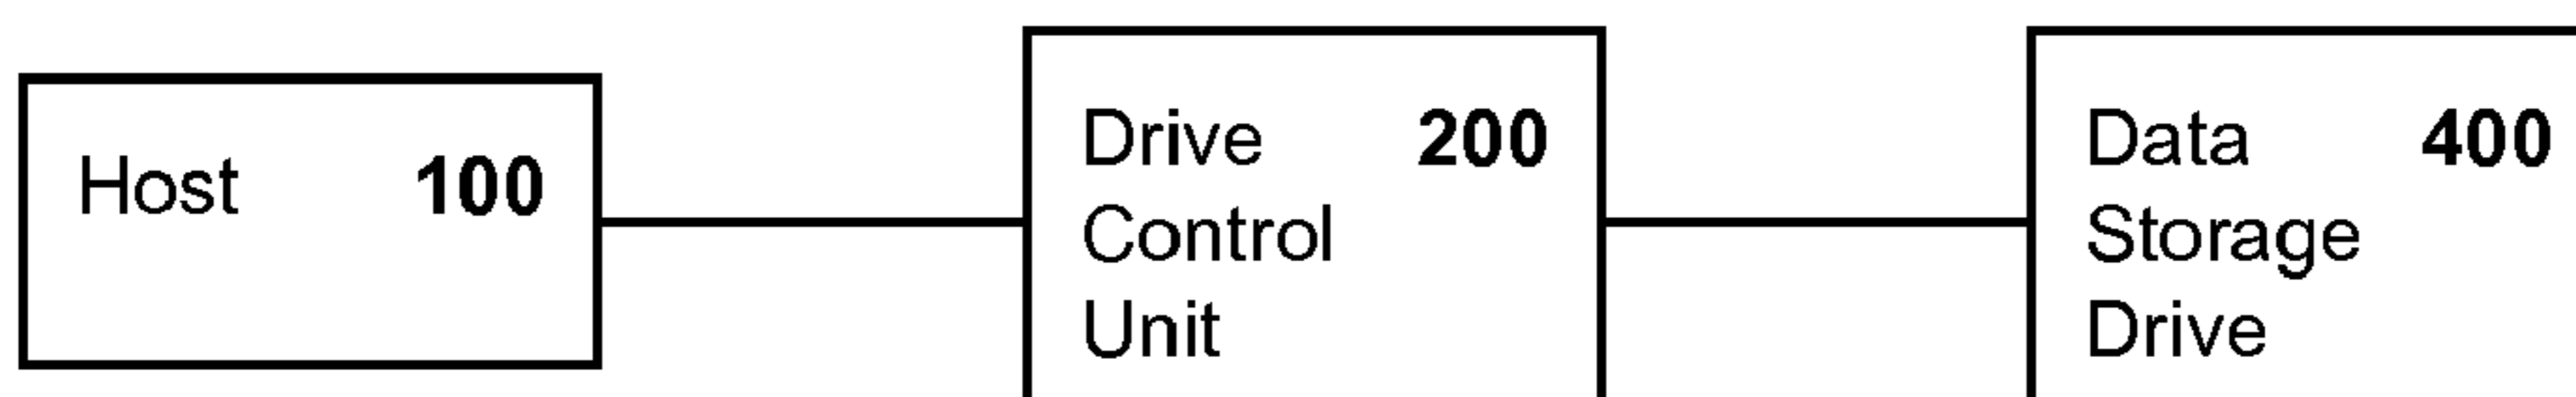 Host 100
Drive 200
Control
Unit
Data 400
Storage
Drive